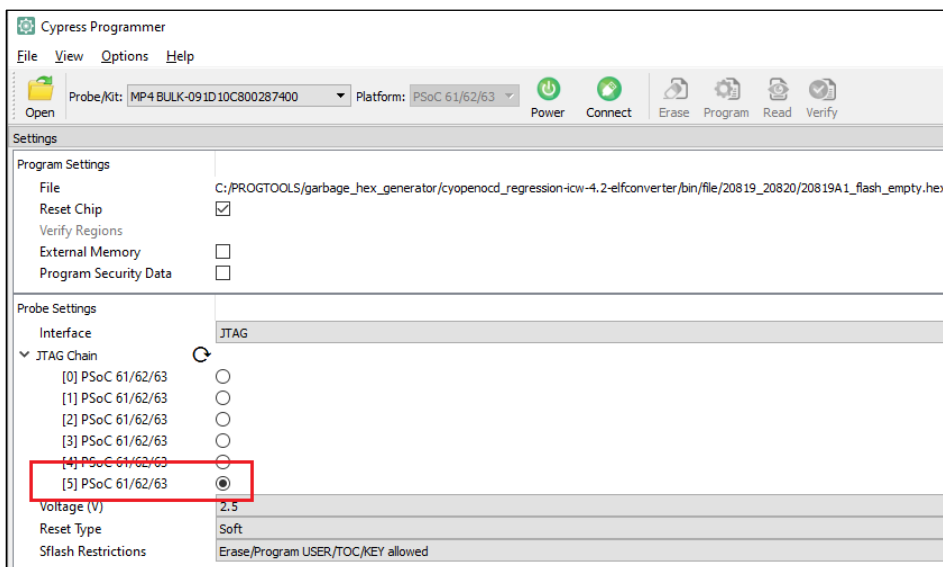 Cypress Programmer
File View Options Help
Probe/Kit: MP4 BULK-091D10C800287400 Platform: PSoC 61/62/63
Open Power Connect Erase Program Read Verify
Settings
Program Settings
File C:/PROGTOOLS/garbage_hex_generator/cyopenocd_regression-icw-4.2-elfconverter/bin/file/20819_20820/20819A1_flash_empty.hex
Reset Chip
Verify Regions
External Memory
Program Security Data
Probe Settings
Interface JTAG
JTAG Chain
[0] PSoC 61/62/63
[1] PSoC 61/62/63
[2] PSoC 61/62/63
[3] PSoC 61/62/63
[4] PSoC 61/62/63
[5] PSoC 61/62/63
Voltage (V) 2.5
Reset Type Soft
Sflash Restrictions Erase/Program USER/TOC/KEY allowed